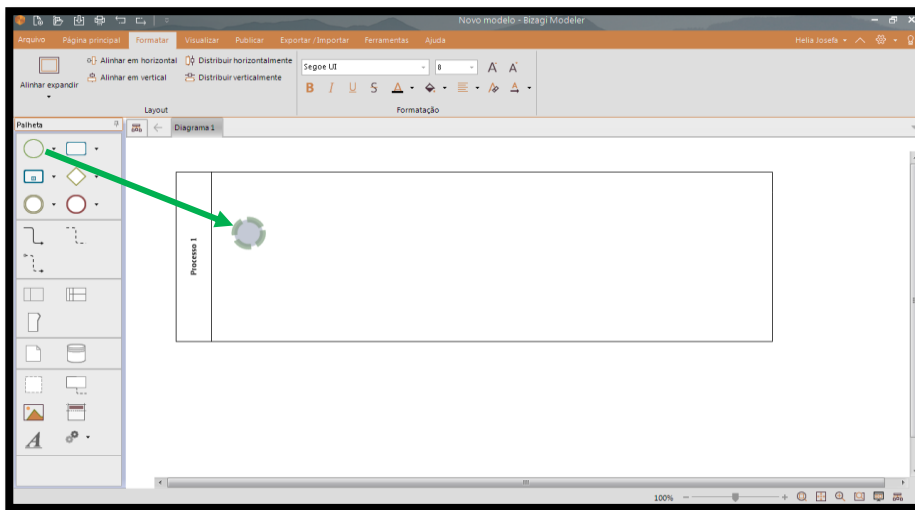 Novo modelo - Bizagi Modeler
Arquivo Página principal Formatar Visualizar Publicar Exportar / Importar Ferramentas Ajuda Helia Josefa
Alinhar expandir
Alinhar em horizontal Distribuir horizontalmente
Alinhar em vertical Distribuir verticalmente
Layout
Segoe UI 8 A A
B I U S A A
Formatação
Palheta
Diagrama 1
Processo 1
A
100%